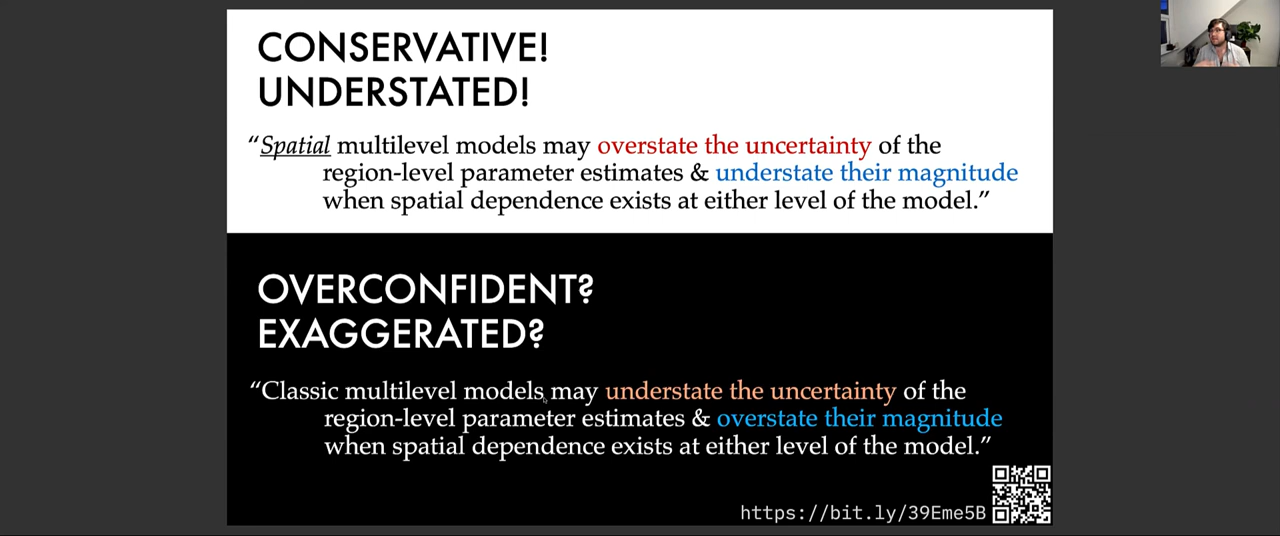 CONSERVATIVE!
UNDERSTATED!
“Spatial multilevel models may overstate the uncertainty of the
region-level parameter estimates & understate their magnitude
when spatial dependence exists at either level of the model.”
OVERCONFIDENT?
EXAGGERATED?
“Classic multilevel models may understate the uncertainty of the
region-level parameter estimates & overstate their magnitude
when spatial dependence exists at either level of the model.”
https://bit.ly/39Eme5B